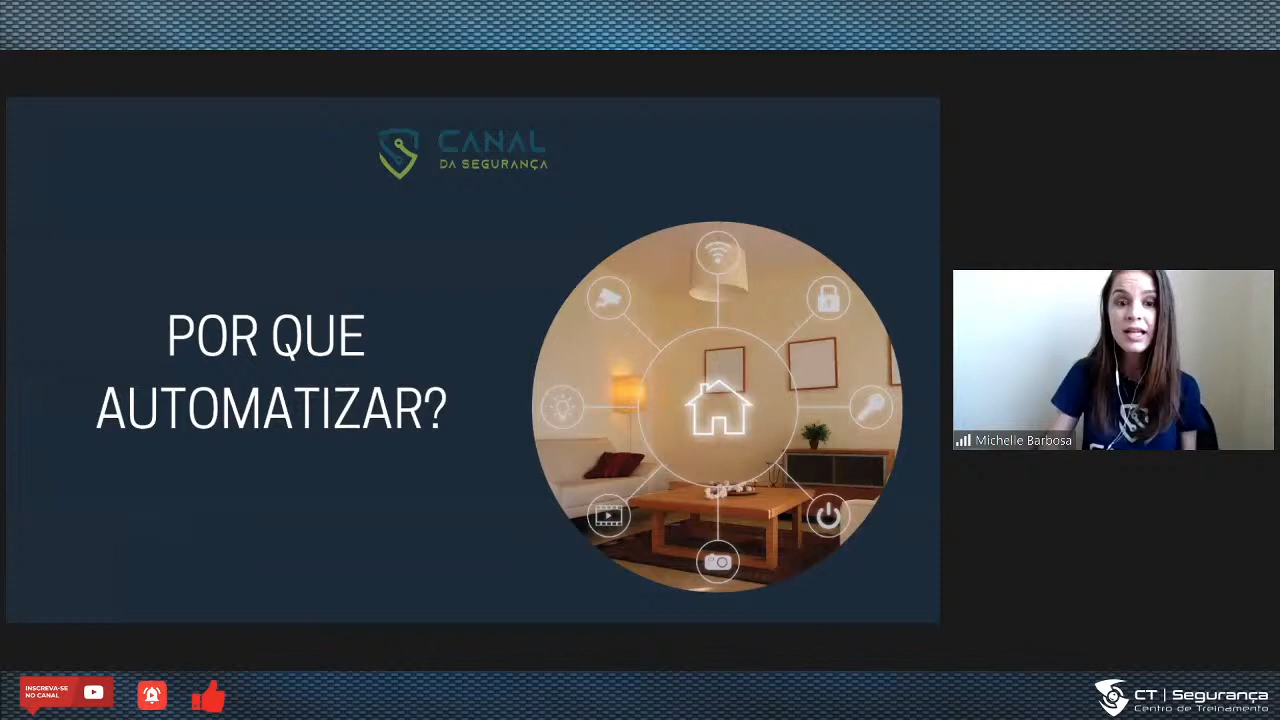 CANAL
DA SEGURANÇA
POR QUE
AUTOMATIZAR?
Michelle Barbosa
INSCREVA-SE
NO CANAL
CT | Segurança
Centro de Treinamento